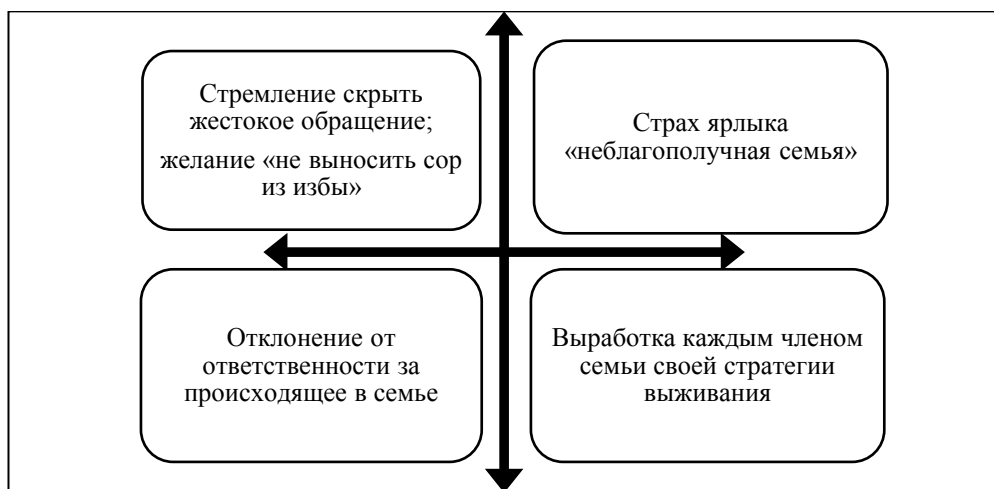 Стремление скрыть
жестокое обращение;
желание «не выносить сор
из избы»
Страх ярлыка
«неблагополучная семья»
Отклонение от
ответственности за
происходящее в семье
Выработка каждым членом
семьи своей стратегии
выживания